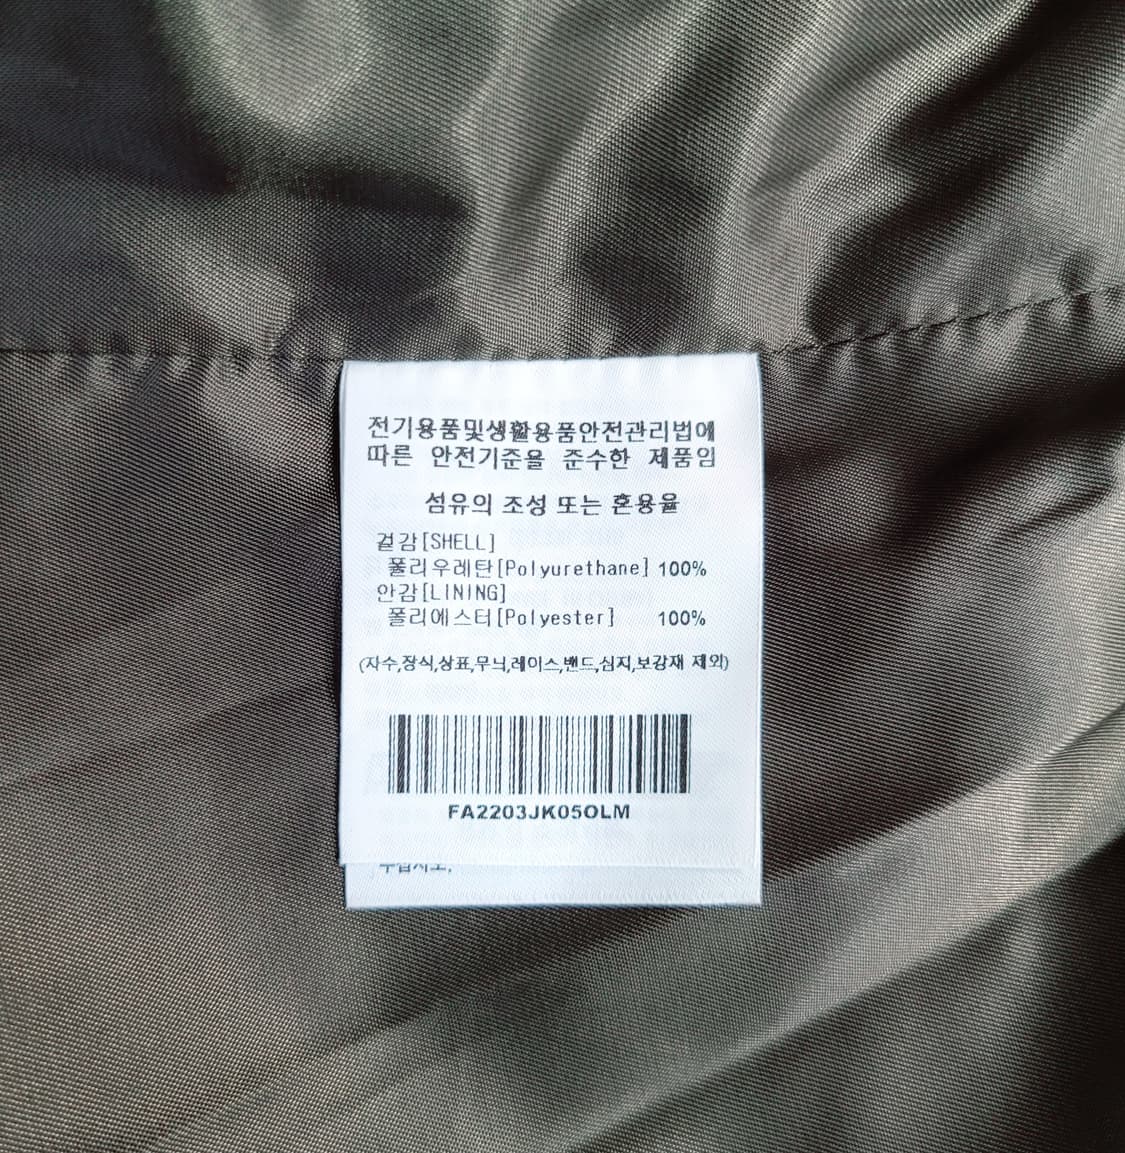 전기용품및생활용품안전관리법에
따른 안전기준을 준수한 제품임
섬유의 조성 또는 혼용율
겉감[SHELL]
폴리우레탄[Polyurethane] 100%
안감[LINING]
폴리에스터[Polyester] 100%
(자수,장식,상표,무늬,레이스,밴드,심지,보강재 제외)
FA2203JK05OLM